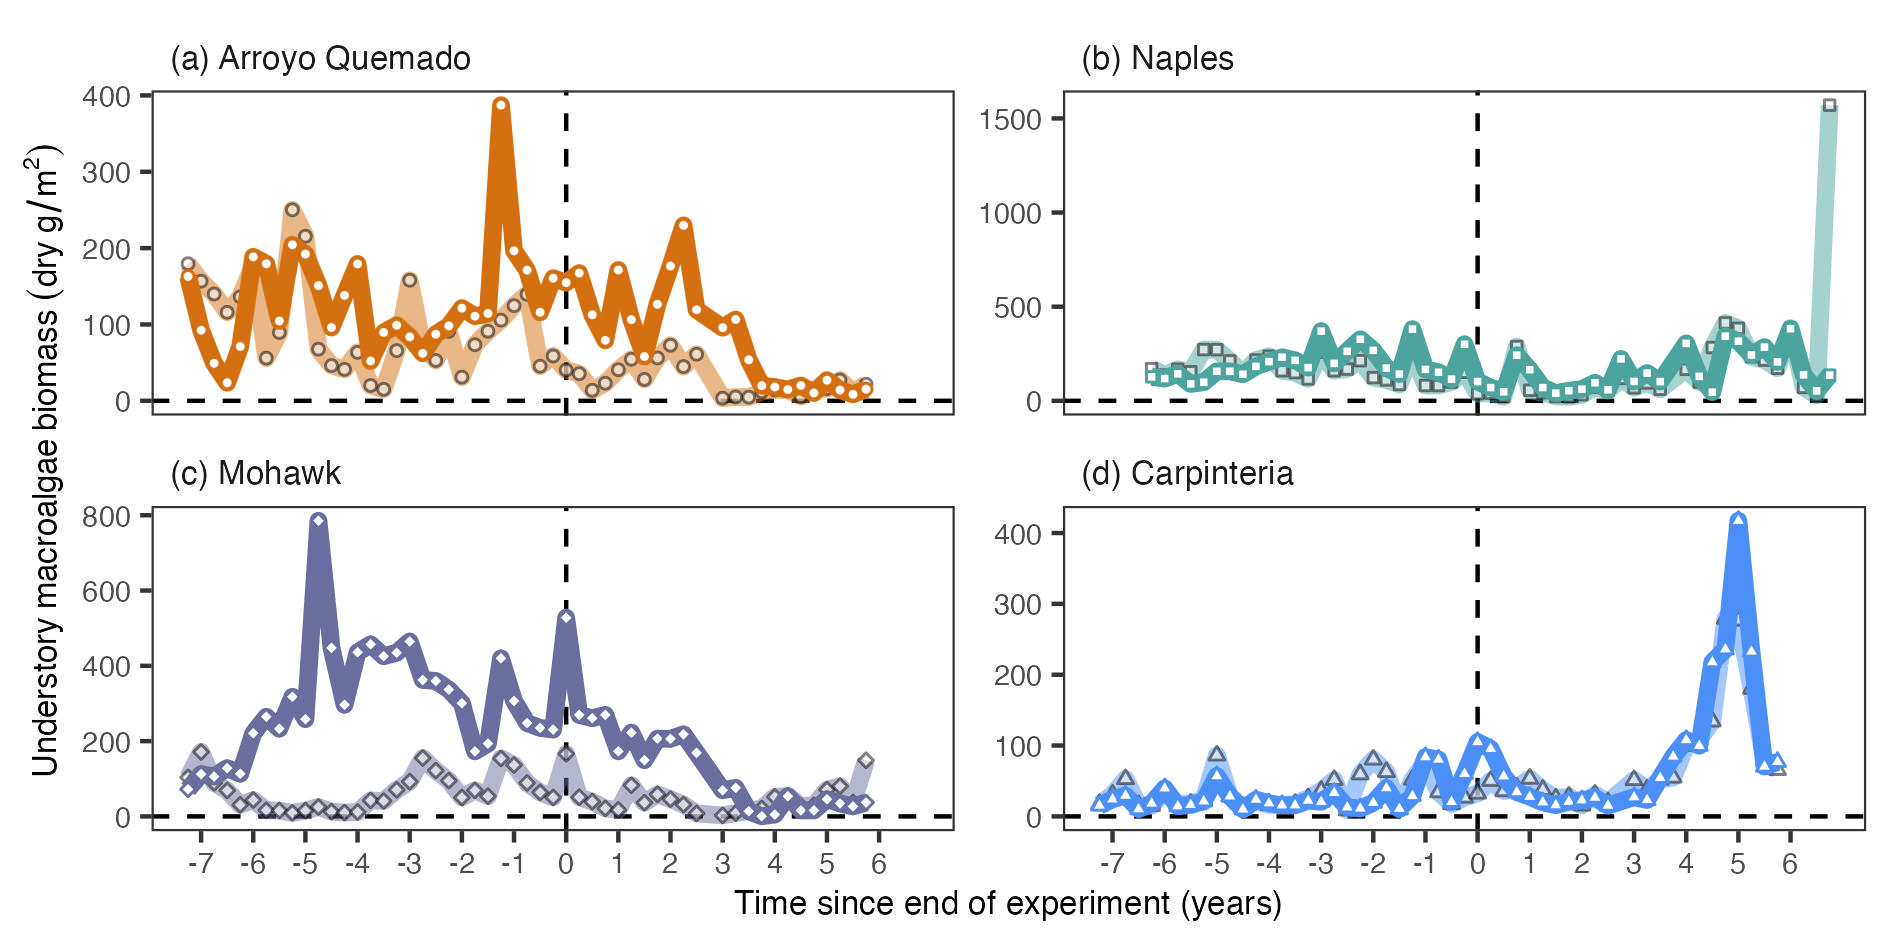 (a) Arroyo Quemado
400
300
200
100
0
(b) Naples
1500
1000
500
0
Understory macroalgae biomass (dry g/m²)
(c) Mohawk
800
600
400
200
0
-7 -6 -5 -4 -3 -2 -1 0 1 2 3 4 5 6
(d) Carpinteria
400
300
200
100
0
-7 -6 -5 -4 -3 -2 -1 0 1 2 3 4 5 6
Time since end of experiment (years)